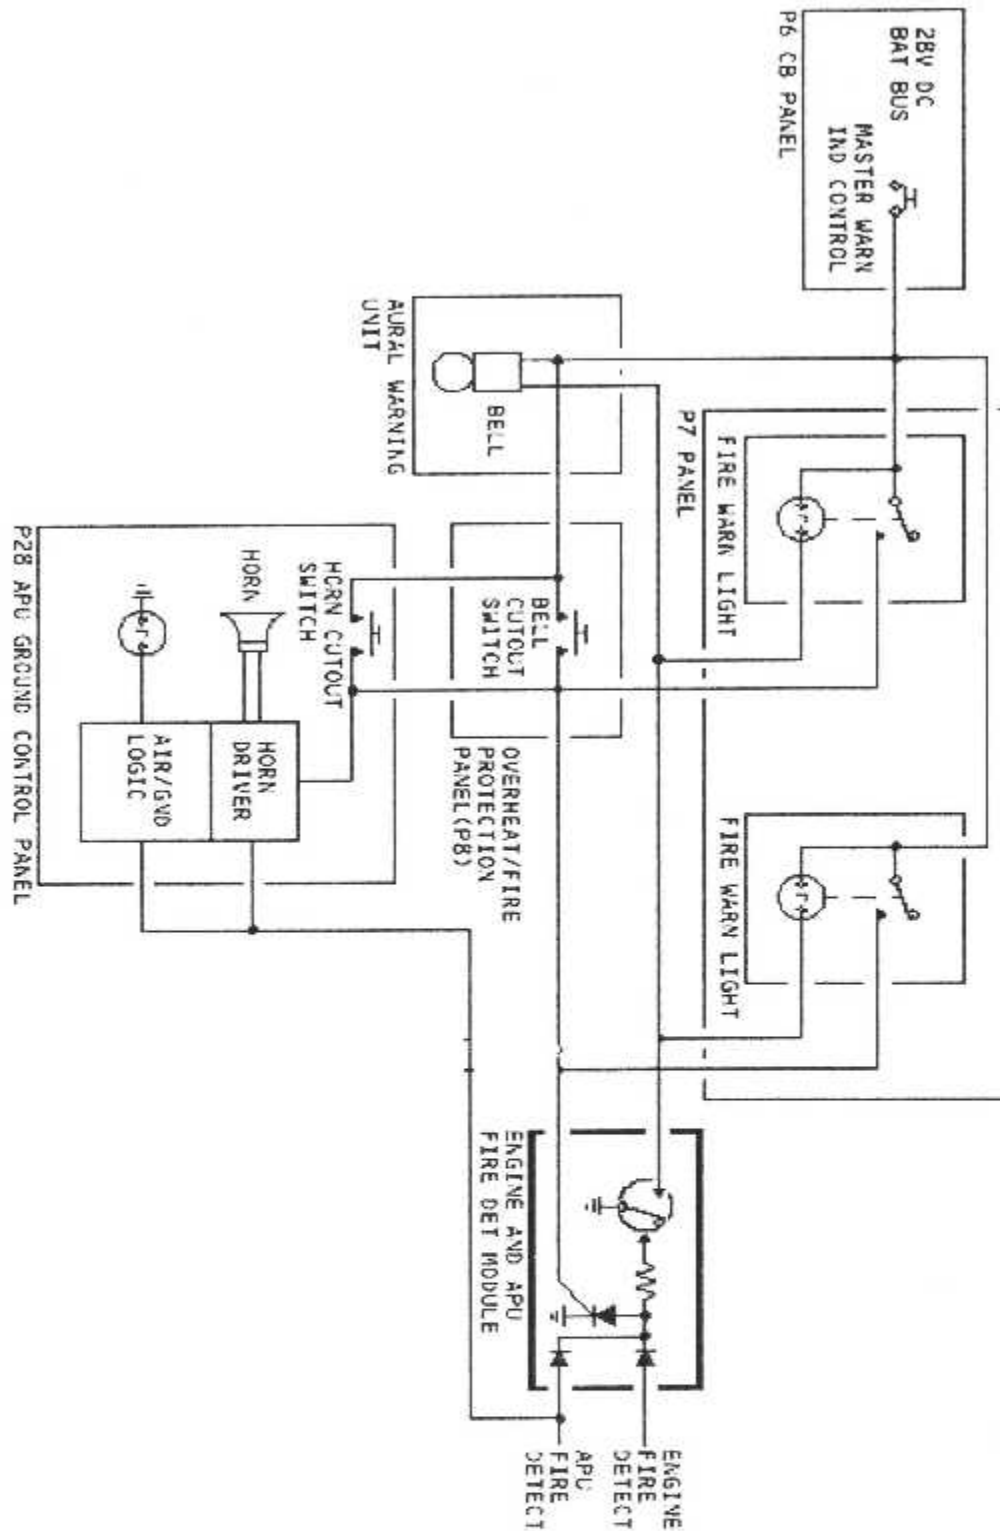 28V DC
BAT BUS
MASTER WARN
IND CONTROL
P6 CB PANEL
AURAL WARNING
UNIT
BELL
P7 PANEL
FIRE WARN LIGHT
FIRE WARN LIGHT
BELL
CUTOUT
SWITCH
OVERHEAT/FIRE
PROTECTION
PANEL(P8)
HORN CUTOUT
SWITCH
HORN
HORN
DRIVER
AIR/GND
LOGIC
P28 APU GROUND CONTROL PANEL
ENGINE AND APU
FIRE DET MODULE
ENGINE
FIRE
DETECT
APU
FIRE
DETECT